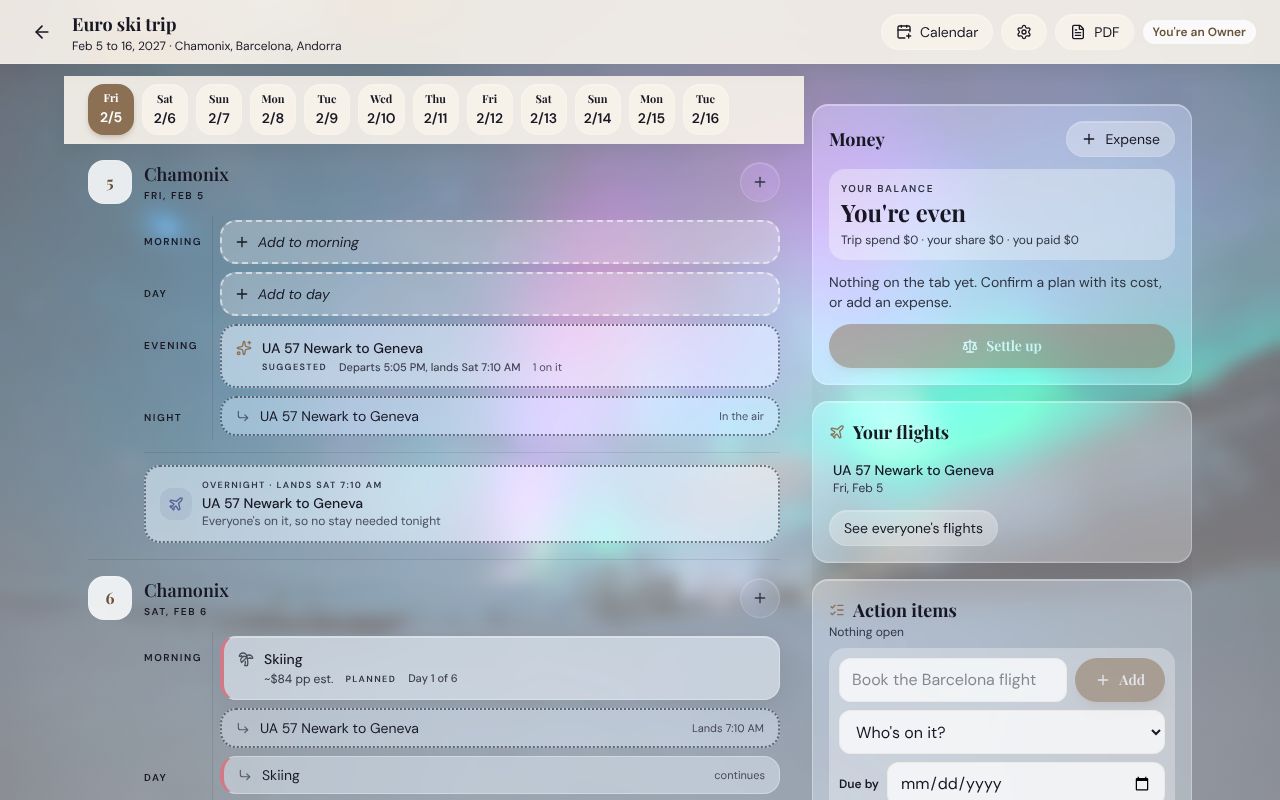 Euro ski trip
Feb 5 to 16, 2027 · Chamonix, Barcelona, Andorra
Calendar
PDF
You're an Owner
Fri 2/5
Sat 2/6
Sun 2/7
Mon 2/8
Tue 2/9
Wed 2/10
Thu 2/11
Fri 2/12
Sat 2/13
Sun 2/14
Mon 2/15
Tue 2/16
5
Chamonix
FRI, FEB 5
MORNING
Add to morning
DAY
Add to day
EVENING
UA 57 Newark to Geneva
SUGGESTED Departs 5:05 PM, lands Sat 7:10 AM 1 on it
NIGHT
UA 57 Newark to Geneva
In the air
OVERNIGHT · LANDS SAT 7:10 AM
UA 57 Newark to Geneva
Everyone's on it, so no stay needed tonight
6
Chamonix
SAT, FEB 6
MORNING
Skiing
~$84 pp est. PLANNED Day 1 of 6
UA 57 Newark to Geneva
Lands 7:10 AM
DAY
Skiing
continues
Money
Expense
YOUR BALANCE
You're even
Trip spend $0 · your share $0 · you paid $0
Nothing on the tab yet. Confirm a plan with its cost,
or add an expense.
Settle up
Your flights
UA 57 Newark to Geneva
Fri, Feb 5
See everyone's flights
Action items
Nothing open
Book the Barcelona flight
Add
Who's on it?
Due by
mm/dd/yyyy